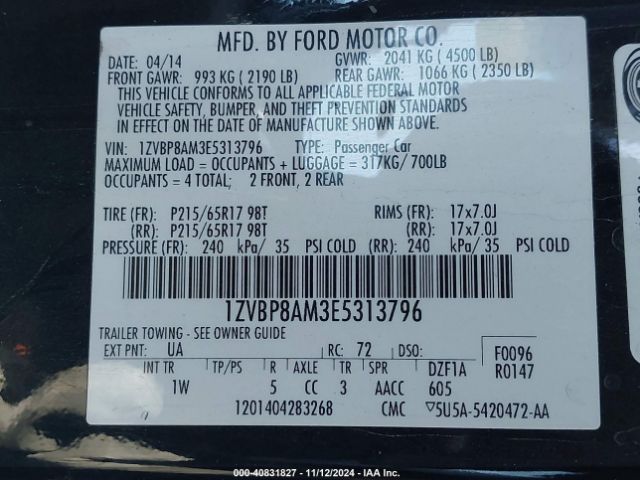 MFD. BY FORD MOTOR CO.
DATE: 04/14 GVWR: 2041 KG ( 4500 LB)
FRONT GAWR: 993 KG ( 2190 LB) REAR GAWR: 1066 KG ( 2350 LB)
THIS VEHICLE CONFORMS TO ALL APPLICABLE FEDERAL MOTOR
VEHICLE SAFETY, BUMPER, AND THEFT PREVENTION STANDARDS
IN EFFECT ON THE DATE OF MANUFACTURE SHOWN ABOVE.
VIN: 1ZVBP8AM3E5313796 TYPE: Passenger Car
MAXIMUM LOAD = OCCUPANTS + LUGGAGE = 317KG/ 700LB
OCCUPANTS = 4 TOTAL; 2 FRONT, 2 REAR
TIRE (FR): P215/65R17 98T RIMS (FR): 17x7.0J
(RR): P215/65R17 98T (RR): 17x7.0J
PRESSURE (FR): 240 kPa/ 35 PSI COLD (RR): 240 kPa/ 35 PSI COLD
1ZVBP8AM3E5313796
TRAILER TOWING - SEE OWNER GUIDE
EXT PNT: UA RC: 72 DSO: F0096
INT TR TP/PS R AXLE TR SPR DZF1A R0147
1W 5 CC 3 AACC 605
1201404283268 CMC ▽5U5A-5420472-AA
000-40831827 - 11/12/2024 - IAA Inc.